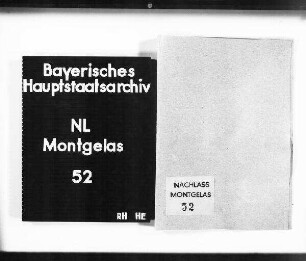 Bayerisches
Hauptstaatsarchiv
NL
Montgelas
52
RH HE
NACHLASS
MONTGELAS
52